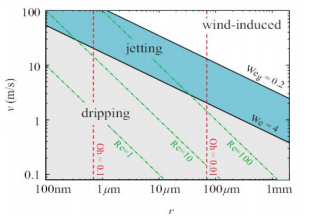 100
10
1
0.1
v (m/s)
wind-induced
jetting
dripping
We_g = 0.2
We = 4
Re=1
Re=10
Re=100
Oh = 0.1
Oh = 0.01
100nm
1μm
10μm
100μm
1mm
r